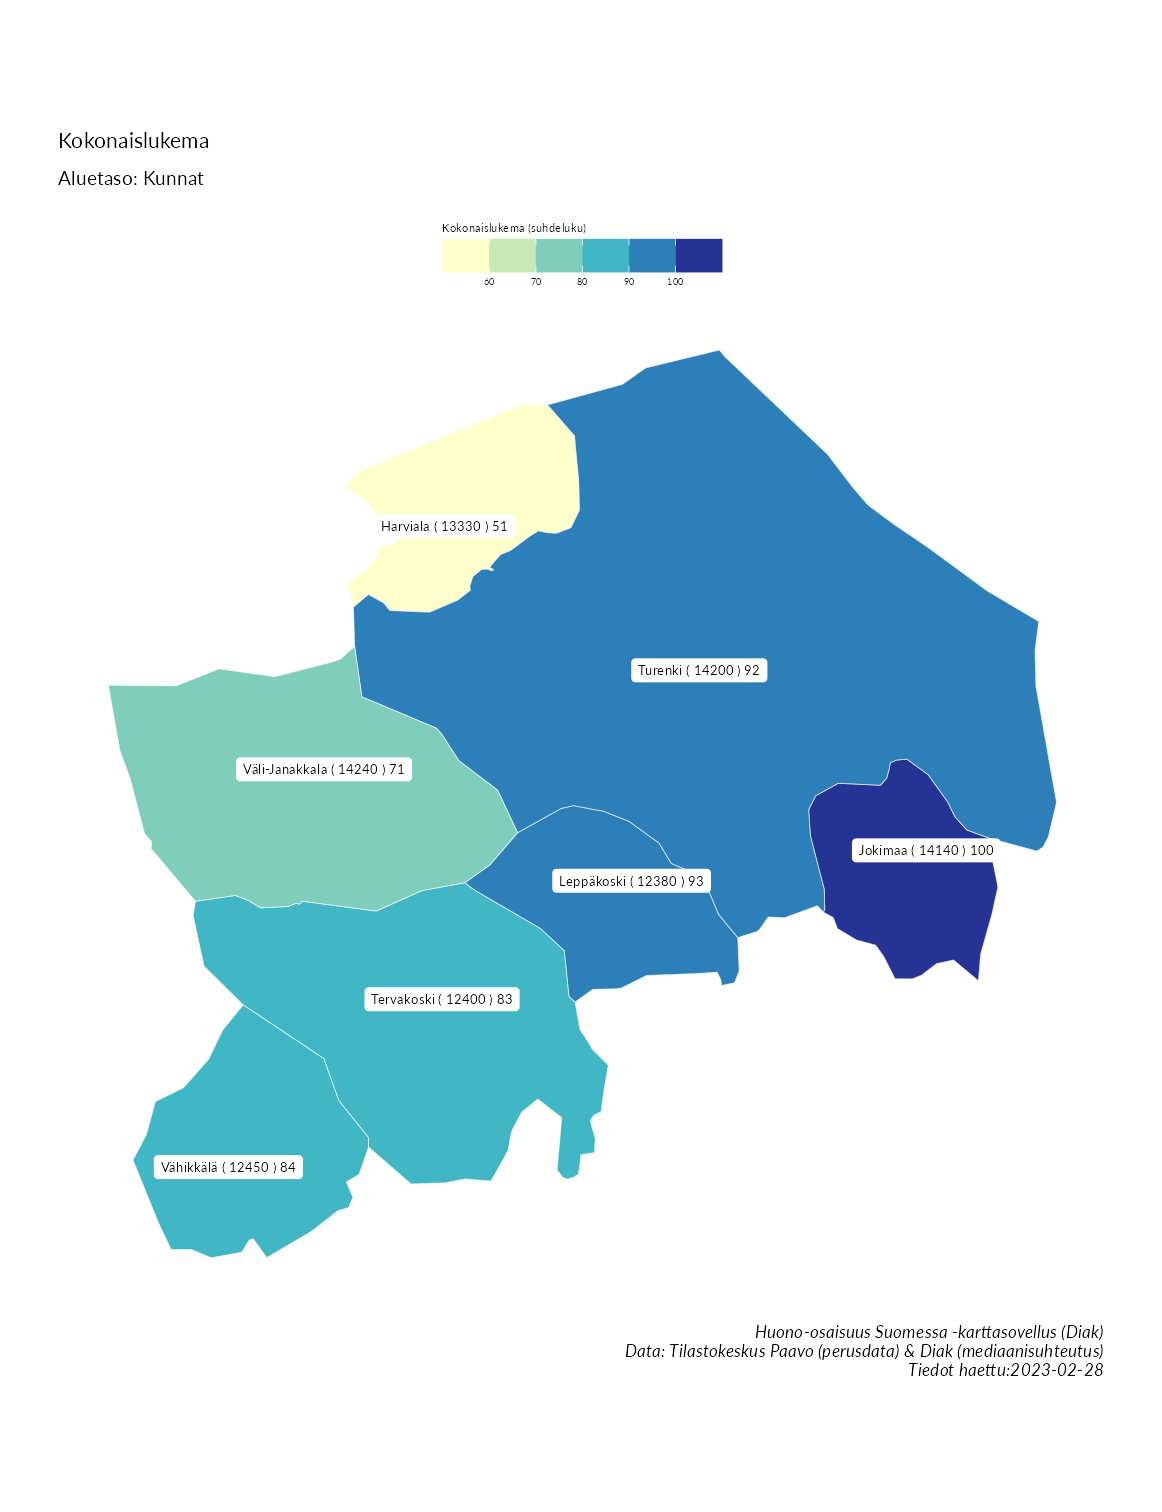 Kokonaislukema
Aluetaso: Kunnat
Kokonaislukema (suhdeluku)
60 70 80 90 100
Harviala ( 13330 ) 51
Turenki ( 14200 ) 92
Väli-Janakkala ( 14240 ) 71
Jokimaa ( 14140 ) 100
Leppäkoski ( 12380 ) 93
Tervakoski ( 12400 ) 83
Vähikkälä ( 12450 ) 84
Huono-osaisuus Suomessa -karttasovellus (Diak)
Data: Tilastokeskus Paavo (perusdata) & Diak (mediaanisuhteutus)
Tiedot haettu:2023-02-28